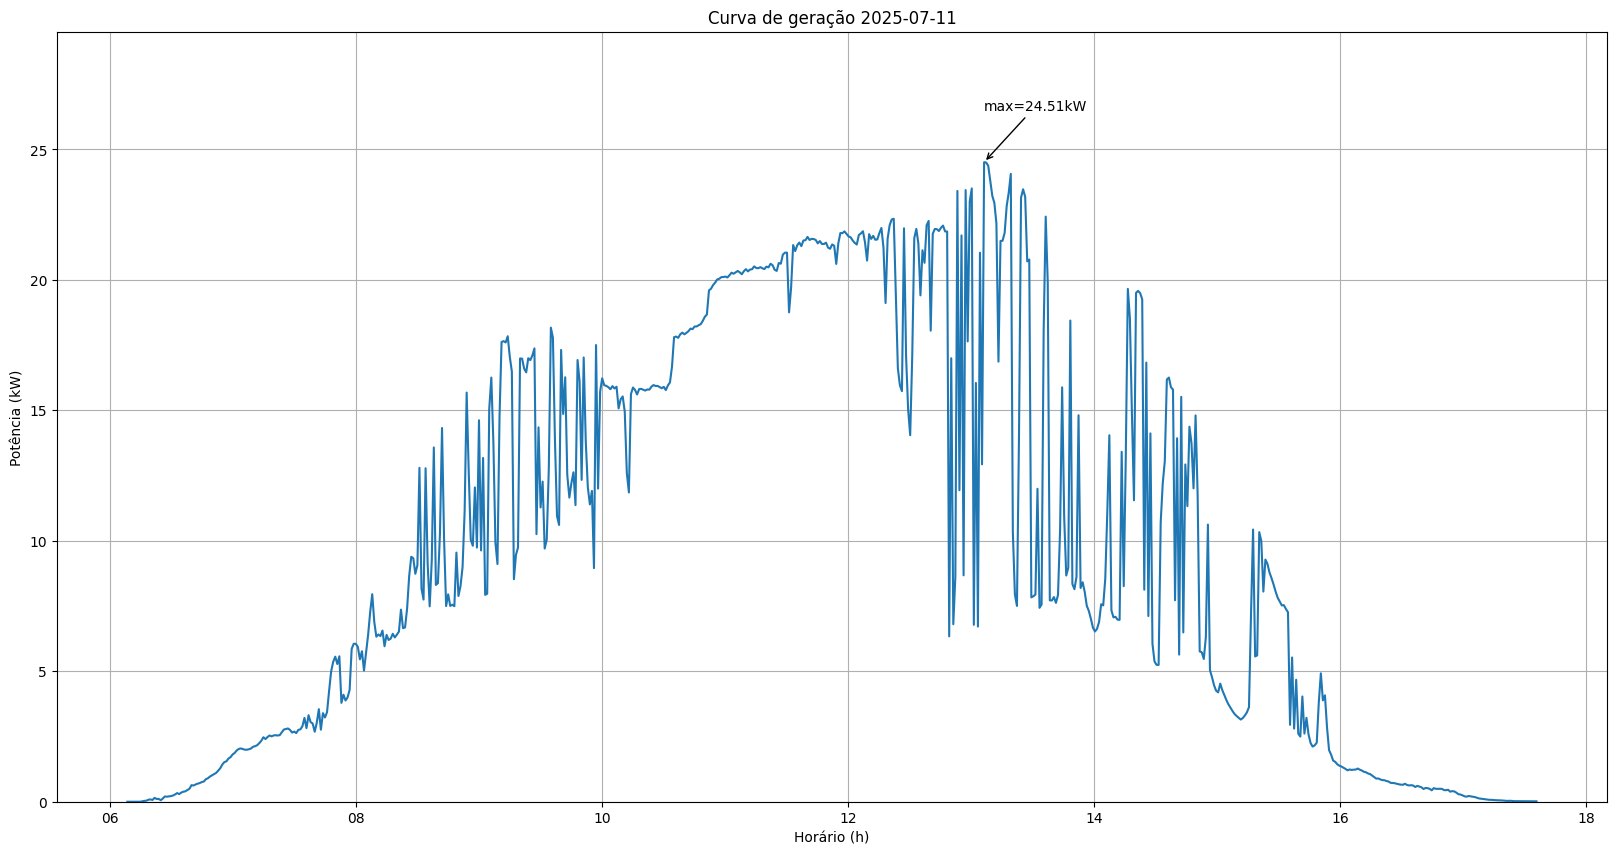 Curva de geração 2025-07-11
max=24.51kW
Potência (kW)
25
20
15
10
5
0
06 08 10 12 14 16 18
Horário (h)